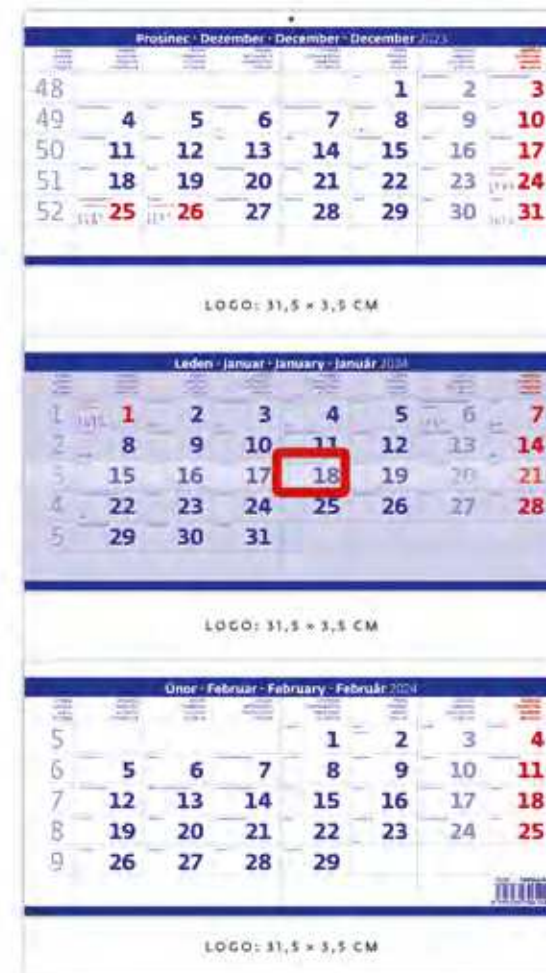 Prosinec · Dezember · December · December 2023
48 1 2 3
49 4 5 6 7 8 9 10
50 11 12 13 14 15 16 17
51 18 19 20 21 22 23 24
52 25 26 27 28 29 30 31
LOGO: 31,5 × 3,5 CM
Leden · Januar · January · Január 2024
1 1 2 3 4 5 6 7
2 8 9 10 11 12 13 14
3 15 16 17 18 19 20 21
4 22 23 24 25 26 27 28
5 29 30 31
LOGO: 31,5 × 3,5 CM
Únor · Februar · February · Február 2024
5 1 2 3 4
6 5 6 7 8 9 10 11
7 12 13 14 15 16 17 18
8 19 20 21 22 23 24 25
9 26 27 28 29
LOGO: 31,5 × 3,5 CM